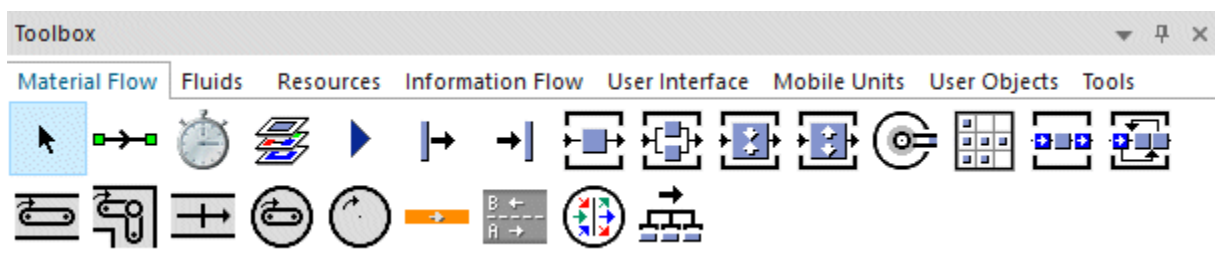 Toolbox
Material Flow Fluids Resources Information Flow User Interface Mobile Units User Objects Tools
B
A